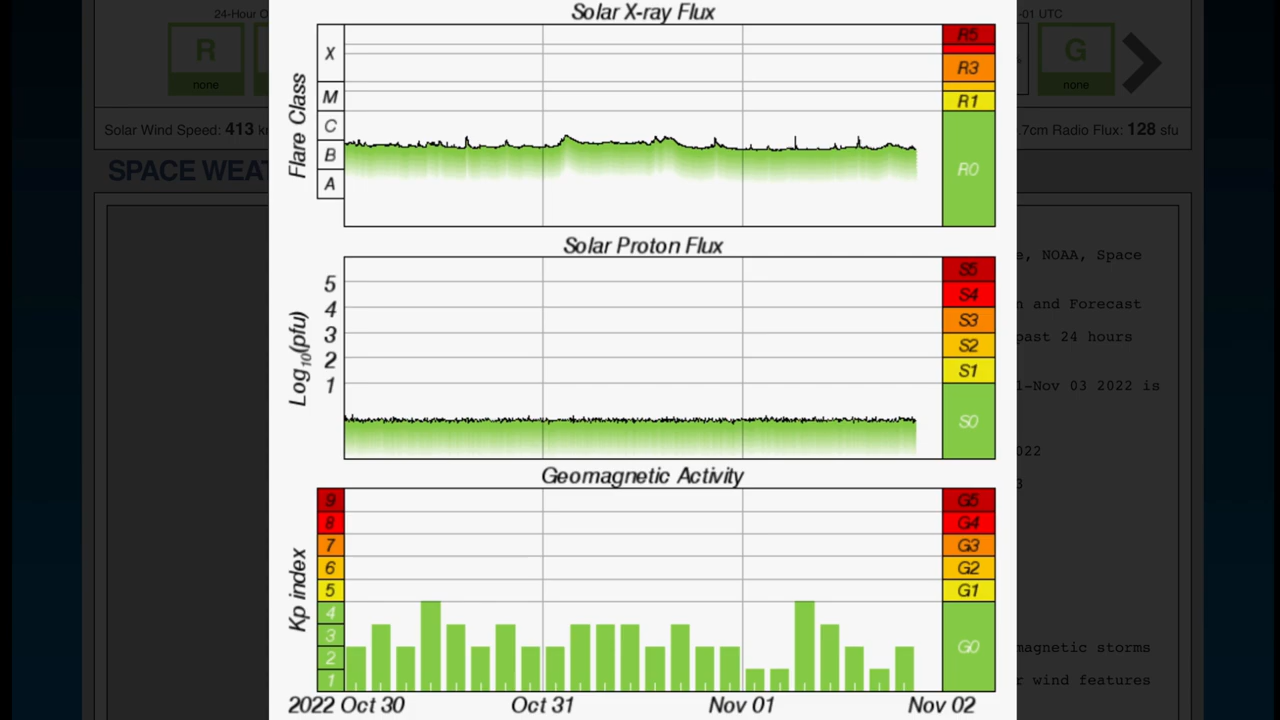 Solar X-ray Flux
24-Hour O
-01 UTC
R
none
G
none
Flare Class
X
M
C
B
A
R5
R3
R1
R0
Solar Wind Speed: 413 k
.7cm Radio Flux: 128 sfu
SPACE WEAT
Solar Proton Flux
Log10(pfu)
5
4
3
2
1
S5
S4
S3
S2
S1
S0
e, NOAA, Space
n and Forecast
past 24 hours
1-Nov 03 2022 is
022
3
Geomagnetic Activity
Kp index
9
8
7
6
5
4
3
2
1
G5
G4
G3
G2
G1
G0
magnetic storms
r wind features
2022 Oct 30
Oct 31
Nov 01
Nov 02